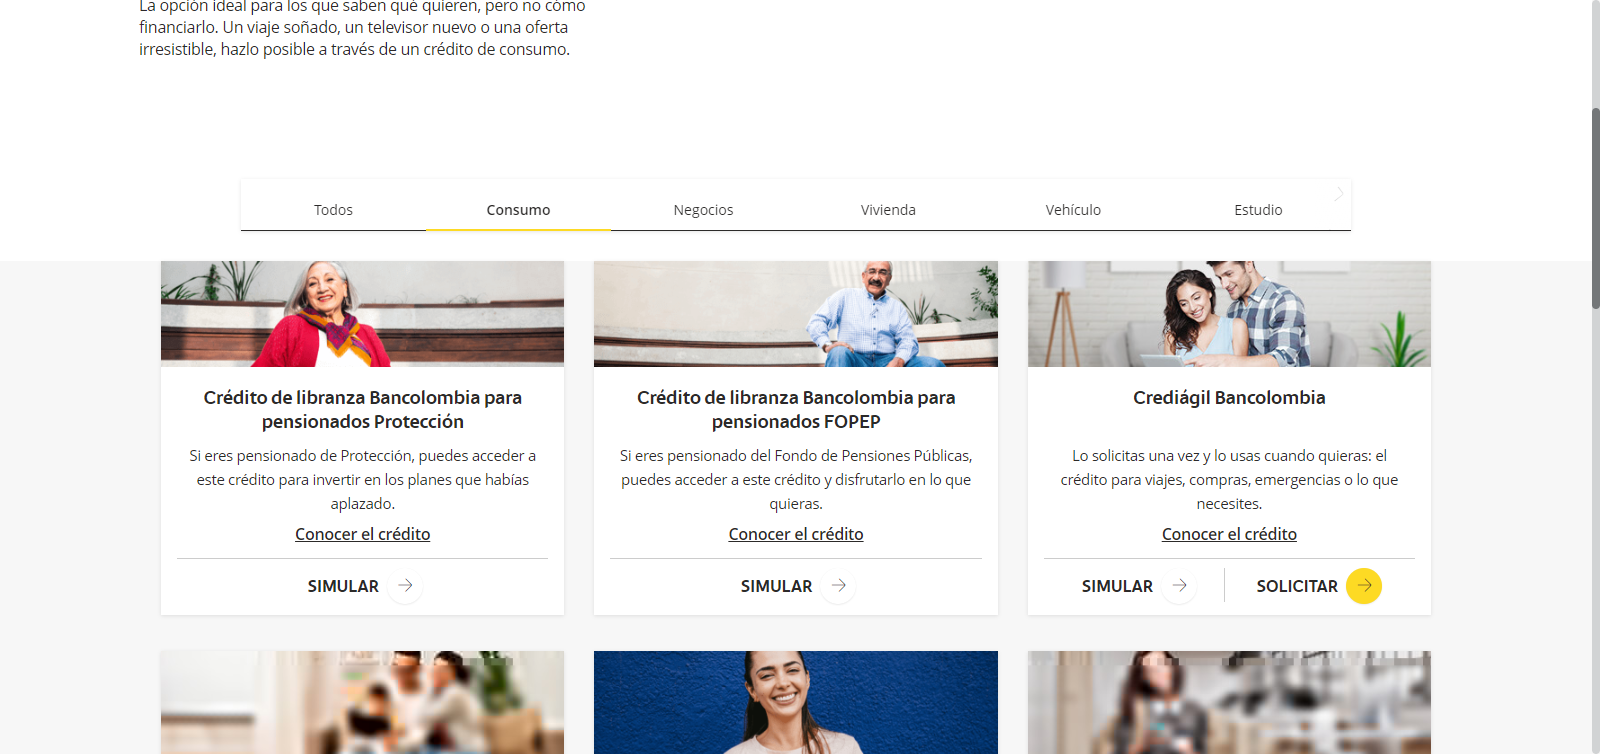 La opción ideal para los que saben qué quieren, pero no cómo
financiarlo. Un viaje soñado, un televisor nuevo o una oferta
irresistible, hazlo posible a través de un crédito de consumo.
Todos
Consumo
Negocios
Vivienda
Vehículo
Estudio
Crédito de libranza Bancolombia para
pensionados Protección
Si eres pensionado de Protección, puedes acceder a
este crédito para invertir en los planes que habías
aplazado.
Conocer el crédito
SIMULAR
Crédito de libranza Bancolombia para
pensionados FOPEP
Si eres pensionado del Fondo de Pensiones Públicas,
puedes acceder a este crédito y disfrutarlo en lo que
quieras.
Conocer el crédito
SIMULAR
Crediágil Bancolombia
Lo solicitas una vez y lo usas cuando quieras: el
crédito para viajes, compras, emergencias o lo que
necesites.
Conocer el crédito
SIMULAR
SOLICITAR